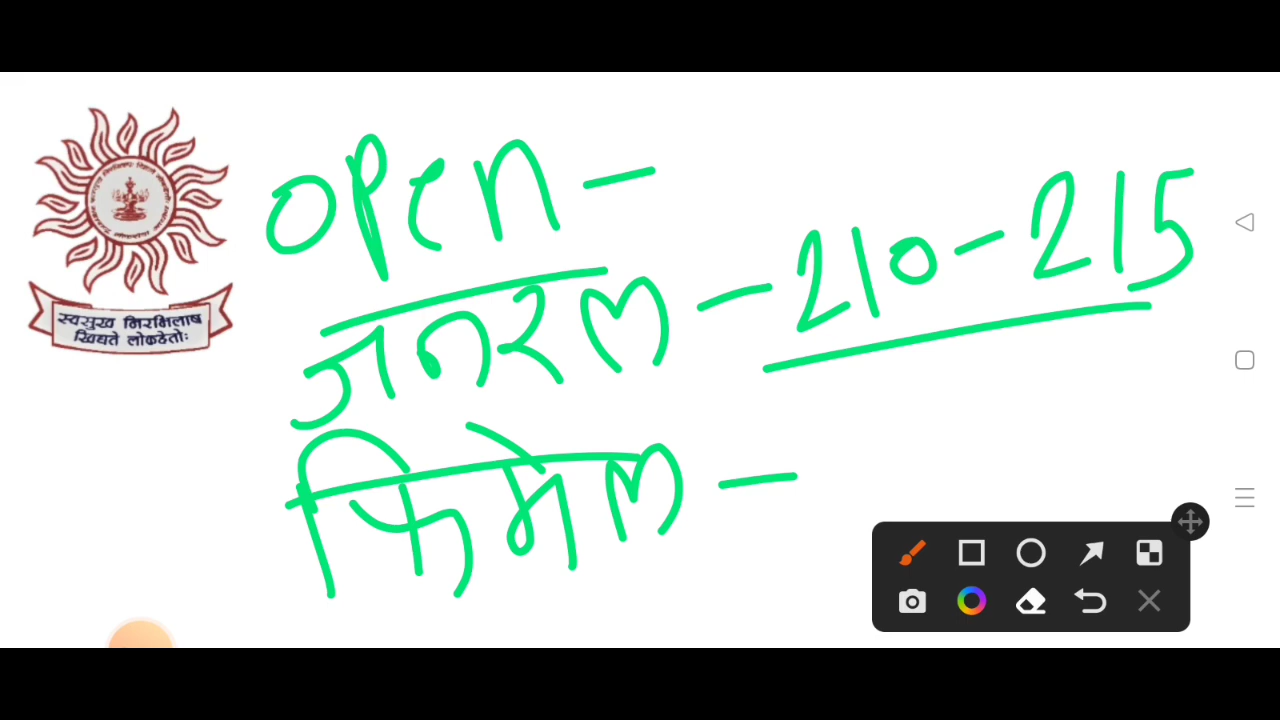 open -
जनरल - 210 - 215
फिमेल -
स्वसुख निरभिलाष
खिद्यते लोकहेतोः